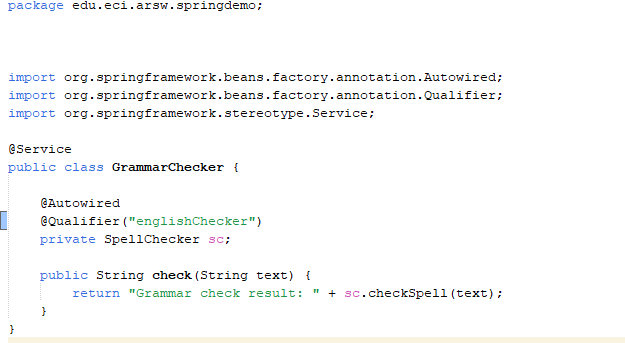 package edu.eci.arsw.springdemo;
import org.springframework.beans.factory.annotation.Autowired;
import org.springframework.beans.factory.annotation.Qualifier;
import org.springframework.stereotype.Service;
@Service
public class GrammarChecker {
@Autowired
@Qualifier("englishChecker")
private SpellChecker sc;
public String check(String text) {
return "Grammar check result: " + sc.checkSpell(text);
}
}